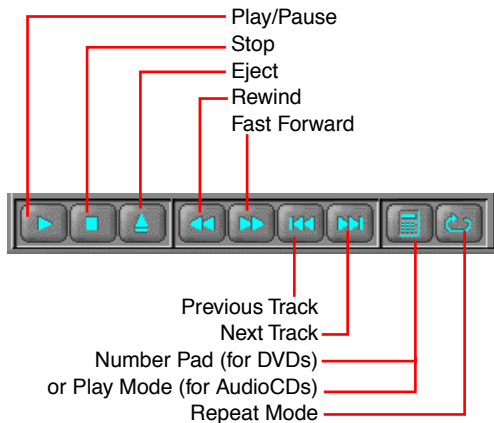 Play/Pause
Stop
Eject
Rewind
Fast Forward
Previous Track
Next Track
Number Pad (for DVDs)
or Play Mode (for AudioCDs)
Repeat Mode